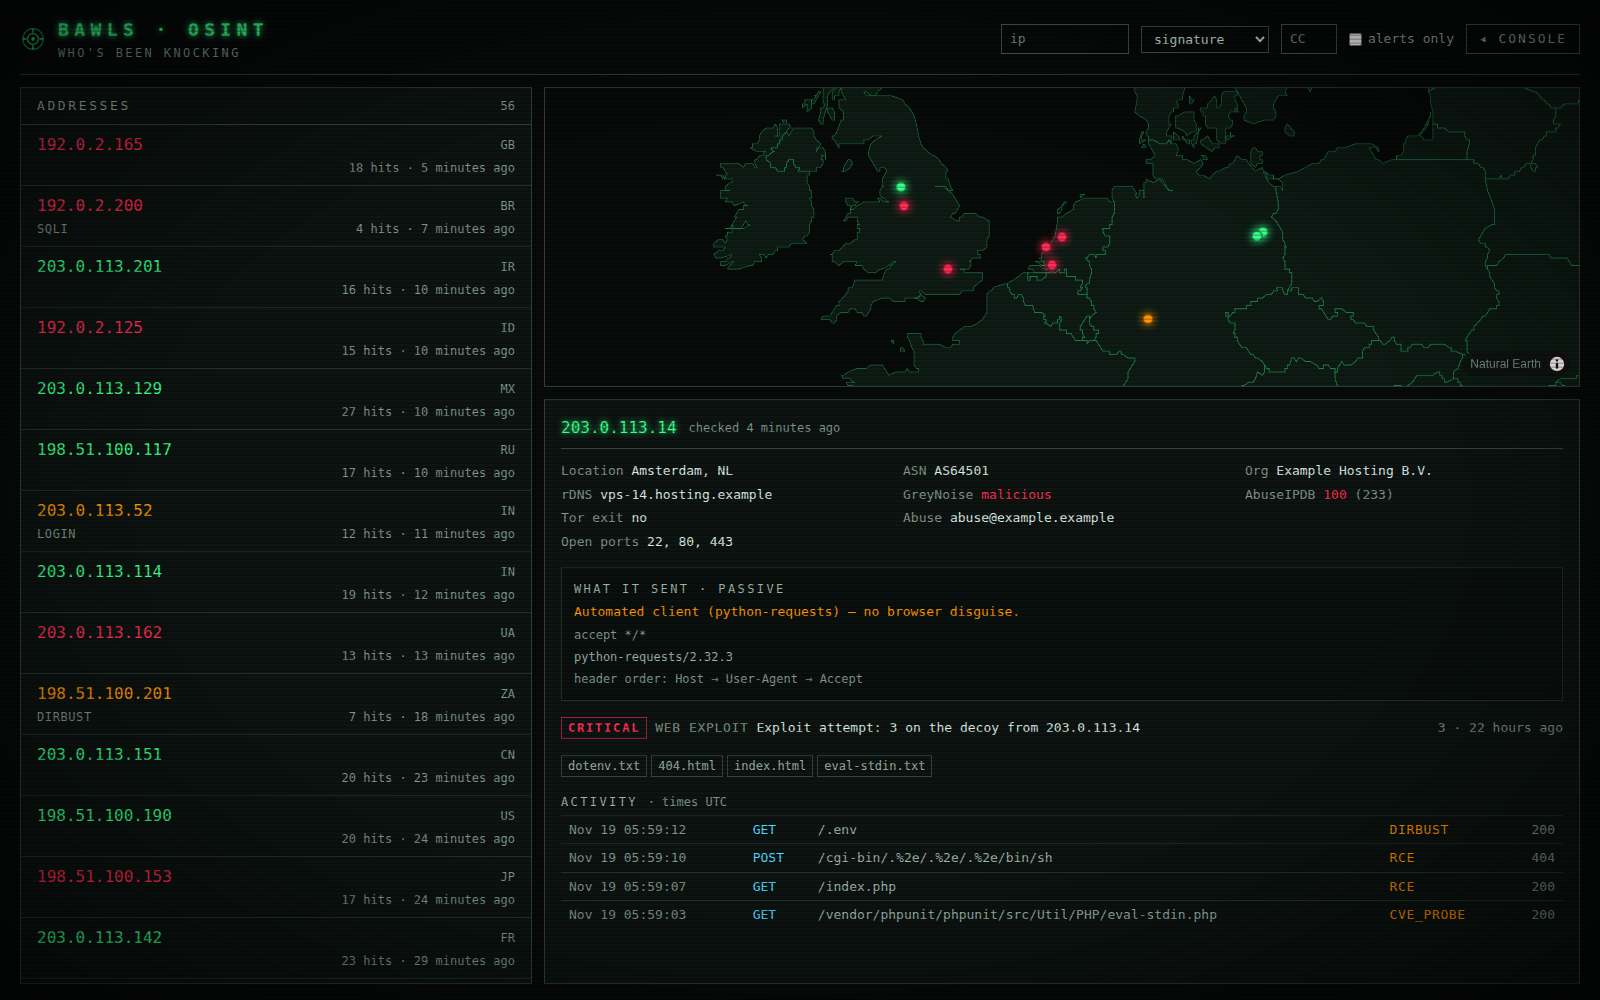 BAWLS · OSINT
WHO'S BEEN KNOCKING
ip
signature
CC
alerts only
◂ CONSOLE
ADDRESSES 56
192.0.2.165 GB
18 hits · 5 minutes ago
192.0.2.200 BR
SQLI 4 hits · 7 minutes ago
203.0.113.201 IR
16 hits · 10 minutes ago
192.0.2.125 ID
15 hits · 10 minutes ago
203.0.113.129 MX
27 hits · 10 minutes ago
198.51.100.117 RU
17 hits · 10 minutes ago
203.0.113.52 IN
LOGIN 12 hits · 11 minutes ago
203.0.113.114 IN
19 hits · 12 minutes ago
203.0.113.162 UA
13 hits · 13 minutes ago
198.51.100.201 ZA
DIRBUST 7 hits · 18 minutes ago
203.0.113.151 CN
20 hits · 23 minutes ago
198.51.100.190 US
20 hits · 24 minutes ago
198.51.100.153 JP
17 hits · 24 minutes ago
203.0.113.142 FR
23 hits · 29 minutes ago
Natural Earth
203.0.113.14 checked 4 minutes ago
Location Amsterdam, NL ASN AS64501 Org Example Hosting B.V.
rDNS vps-14.hosting.example GreyNoise malicious AbuseIPDB 100 (233)
Tor exit no Abuse abuse@example.example
Open ports 22, 80, 443
WHAT IT SENT · PASSIVE
Automated client (python-requests) — no browser disguise.
accept */*
python-requests/2.32.3
header order: Host → User-Agent → Accept
CRITICAL WEB EXPLOIT Exploit attempt: 3 on the decoy from 203.0.113.14 3 · 22 hours ago
dotenv.txt 404.html index.html eval-stdin.txt
ACTIVITY · times UTC
Nov 19 05:59:12 GET /.env DIRBUST 200
Nov 19 05:59:10 POST /cgi-bin/.%2e/.%2e/.%2e/bin/sh RCE 404
Nov 19 05:59:07 GET /index.php RCE 200
Nov 19 05:59:03 GET /vendor/phpunit/phpunit/src/Util/PHP/eval-stdin.php CVE_PROBE 200